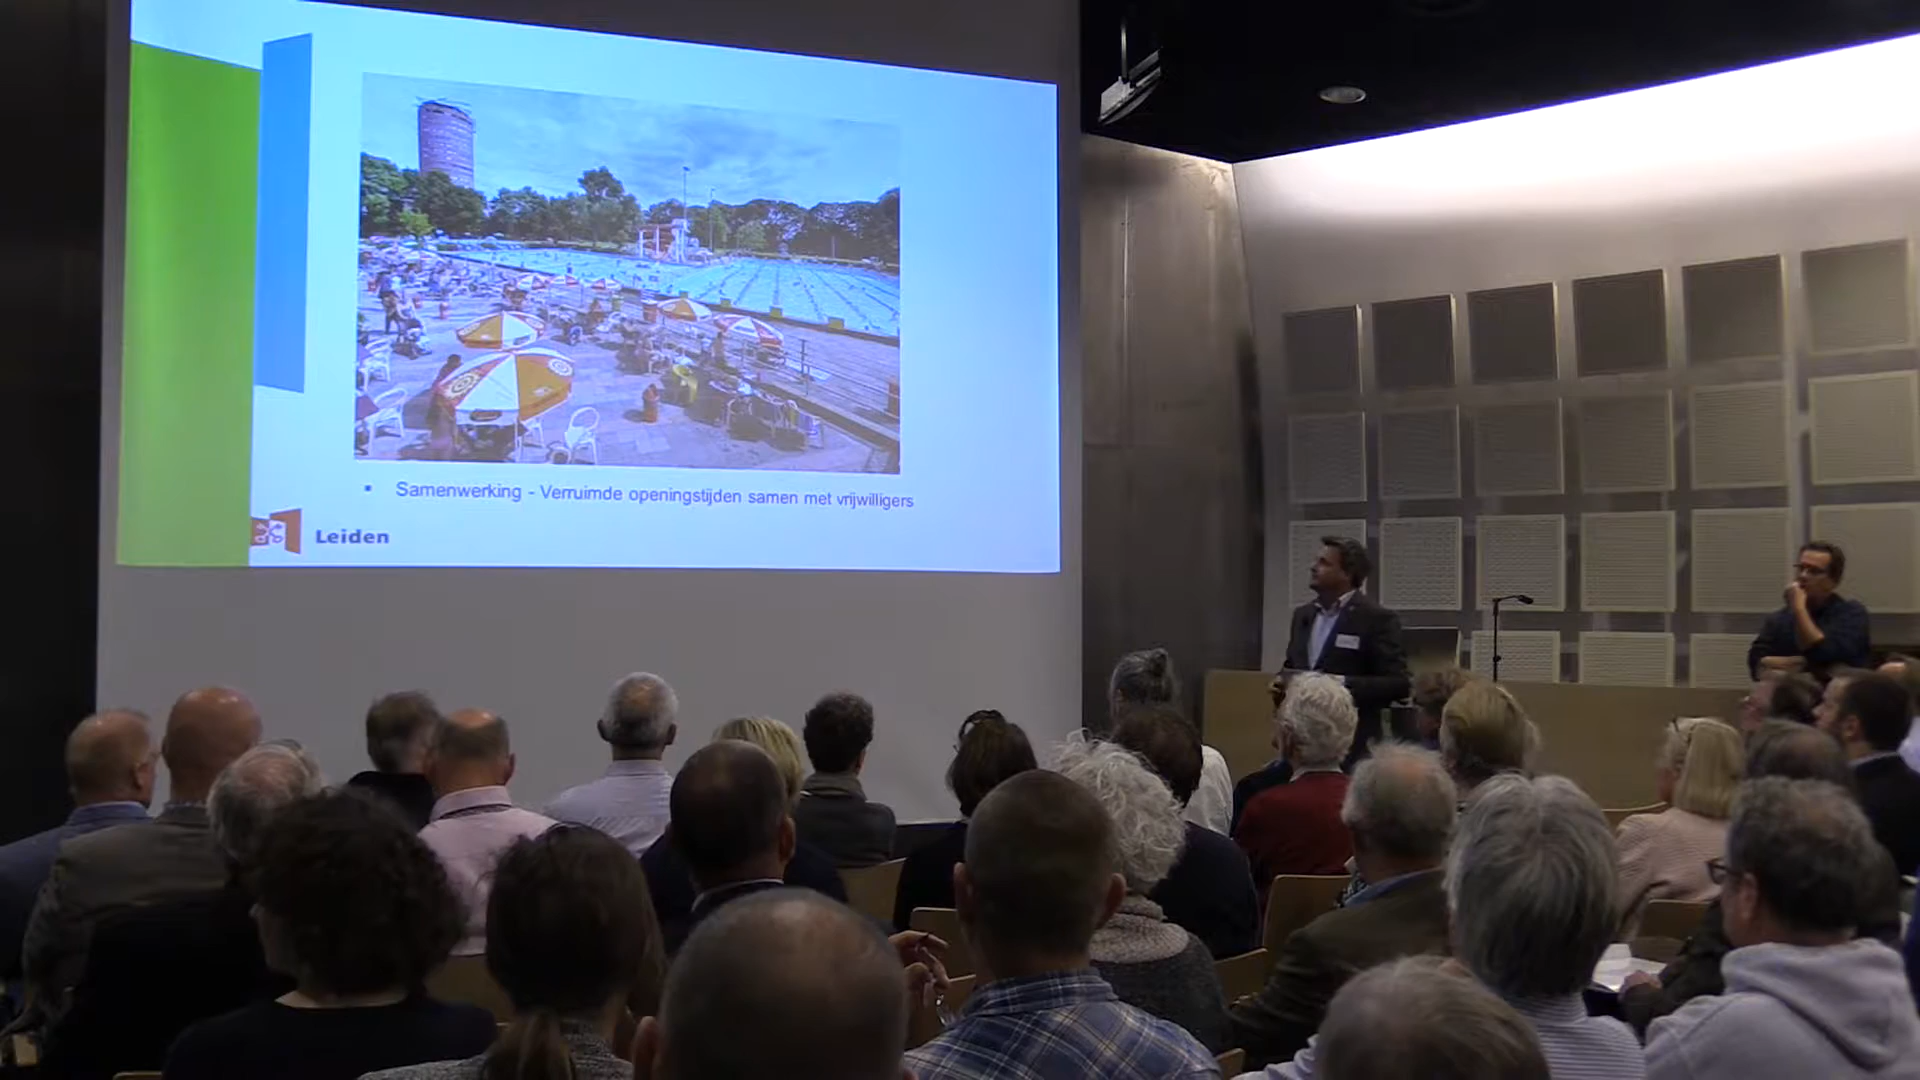 ▪ Samenwerking - Verruimde openingstijden samen met vrijwilligers
Leiden